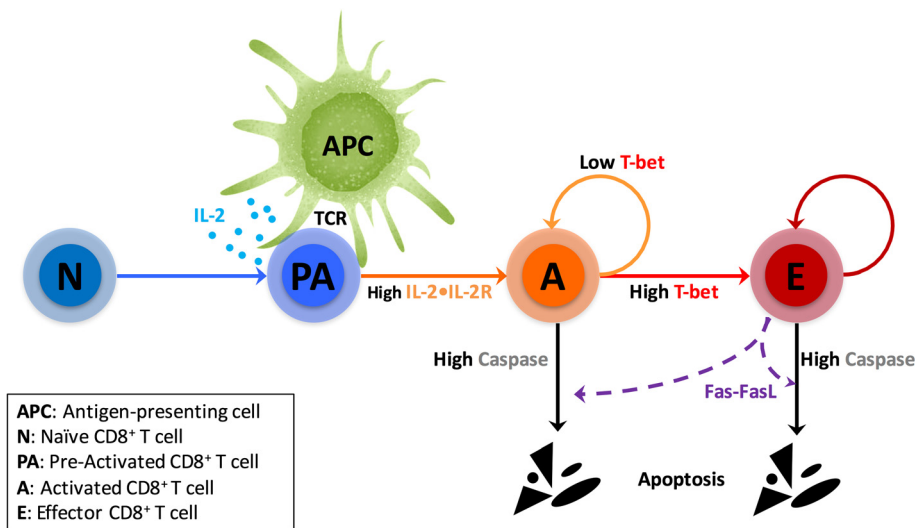 APC
Low T-bet
IL-2
TCR
N
PA
A
E
High IL-2•IL-2R
High T-bet
High Caspase
High Caspase
Fas-FasL
Apoptosis
APC: Antigen-presenting cell
N: Naïve CD8+ T cell
PA: Pre-Activated CD8+ T cell
A: Activated CD8+ T cell
E: Effector CD8+ T cell